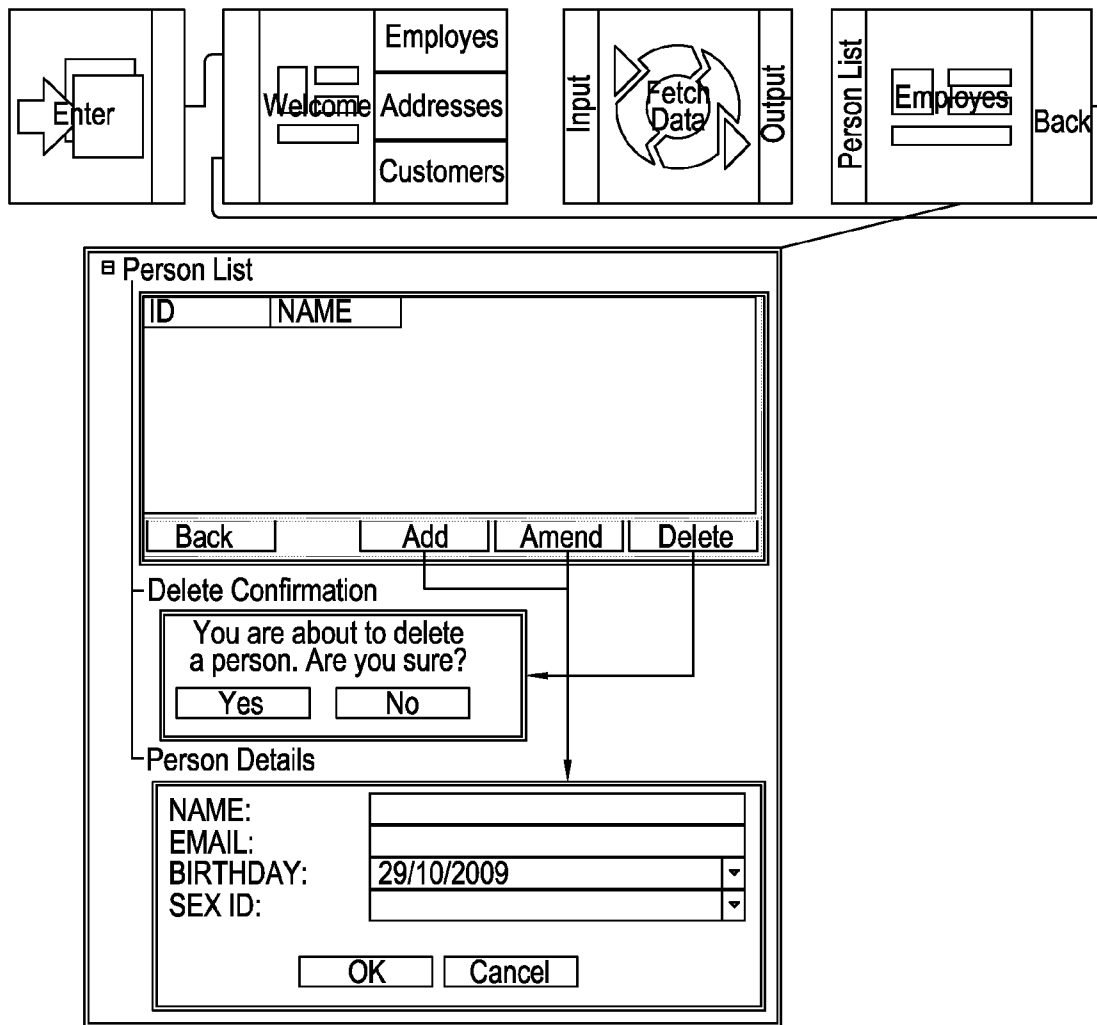 Enter
Welcome
Employes
Addresses
Customers
Input
Fetch
Data
Output
Person List
Employes
Back
Person List
ID NAME
Back Add Amend Delete
Delete Confirmation
You are about to delete
a person. Are you sure?
Yes No
Person Details
NAME:
EMAIL:
BIRTHDAY: 29/10/2009
SEX ID:
OK Cancel